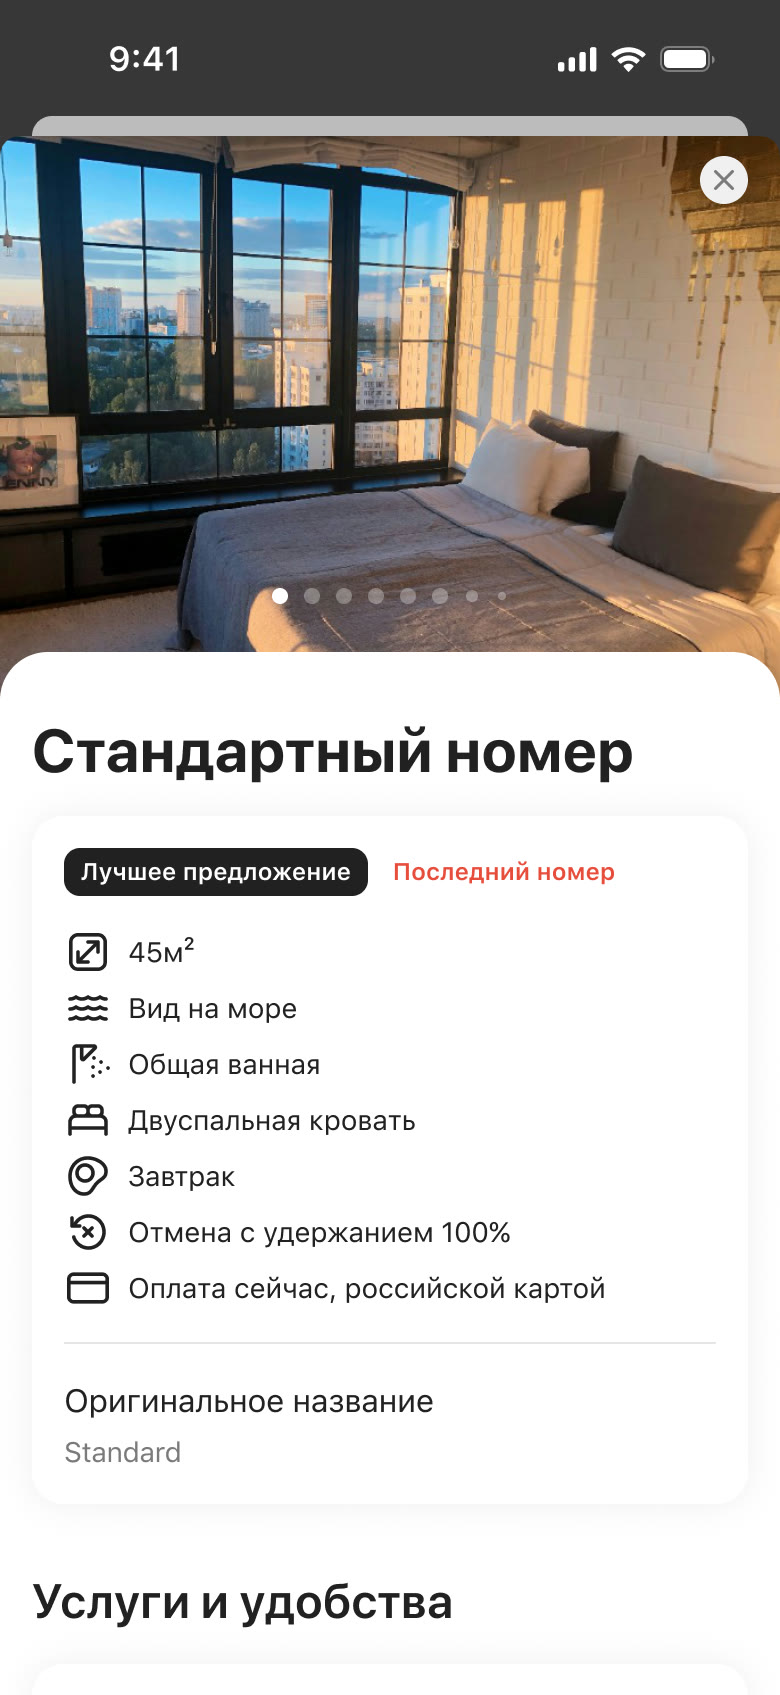 9:41
Стандартный номер
Лучшее предложение
Последний номер
45м²
Вид на море
Общая ванная
Двуспальная кровать
Завтрак
Отмена с удержанием 100%
Оплата сейчас, российской картой
Оригинальное название
Standard
Услуги и удобства